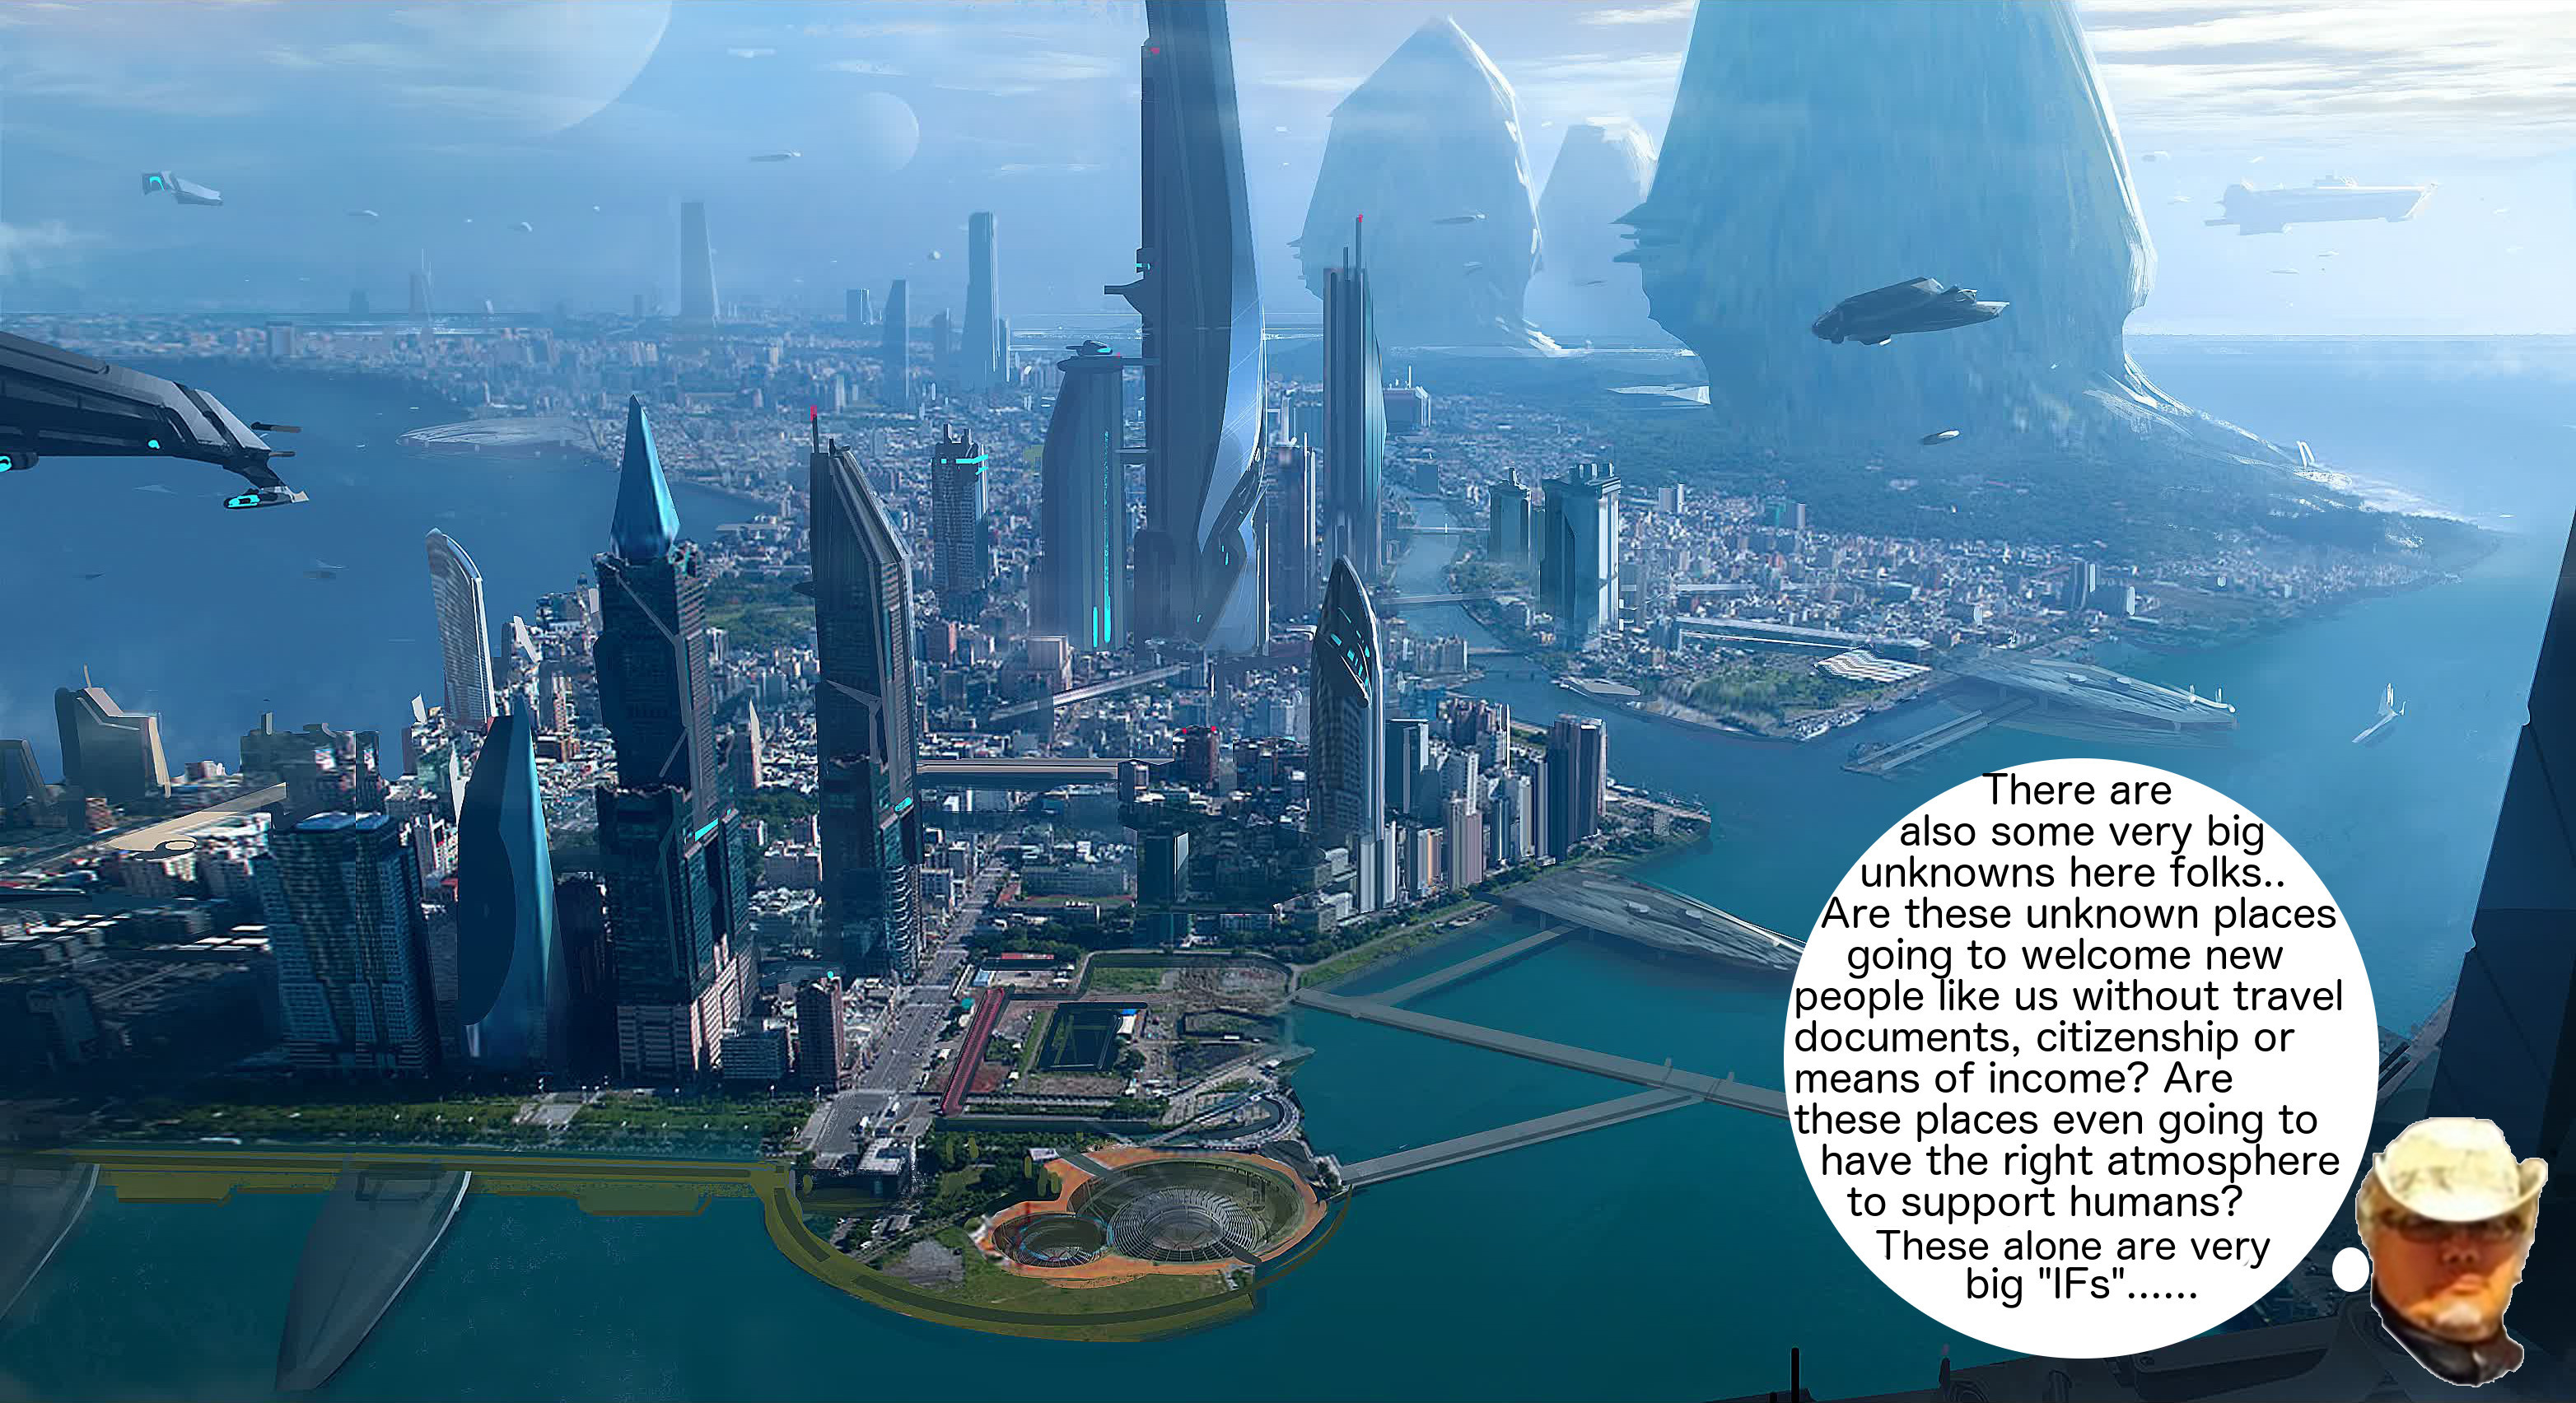 There are
also some very big
unknowns here folks..
Are these unknown places
going to welcome new
people like us without travel
documents, citizenship or
means of income? Are
these places even going to
have the right atmosphere
to support humans?
These alone are very
big "IFs"......